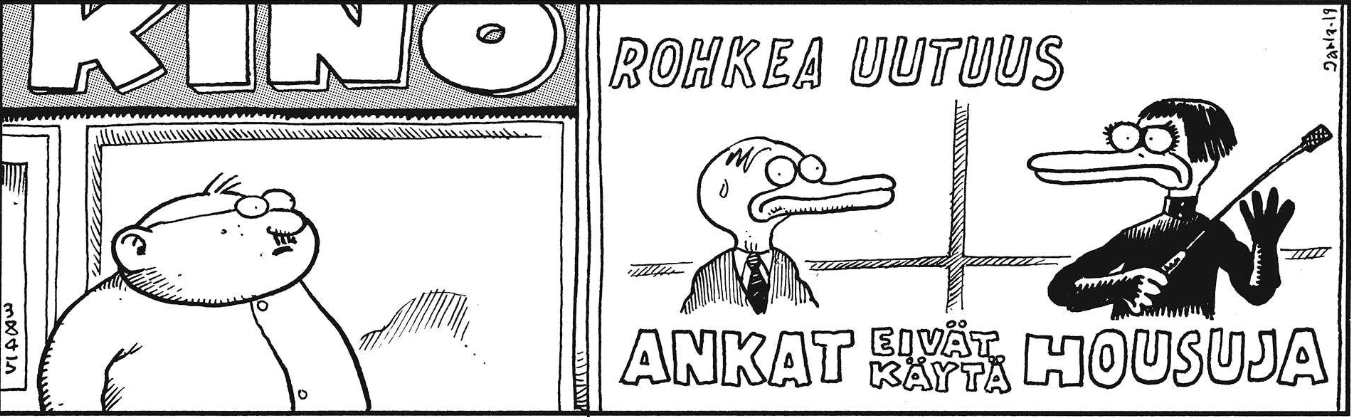 KINO
ROHKEA UUTUUS
ANKAT EIVÄT KÄYTÄ HOUSUJA